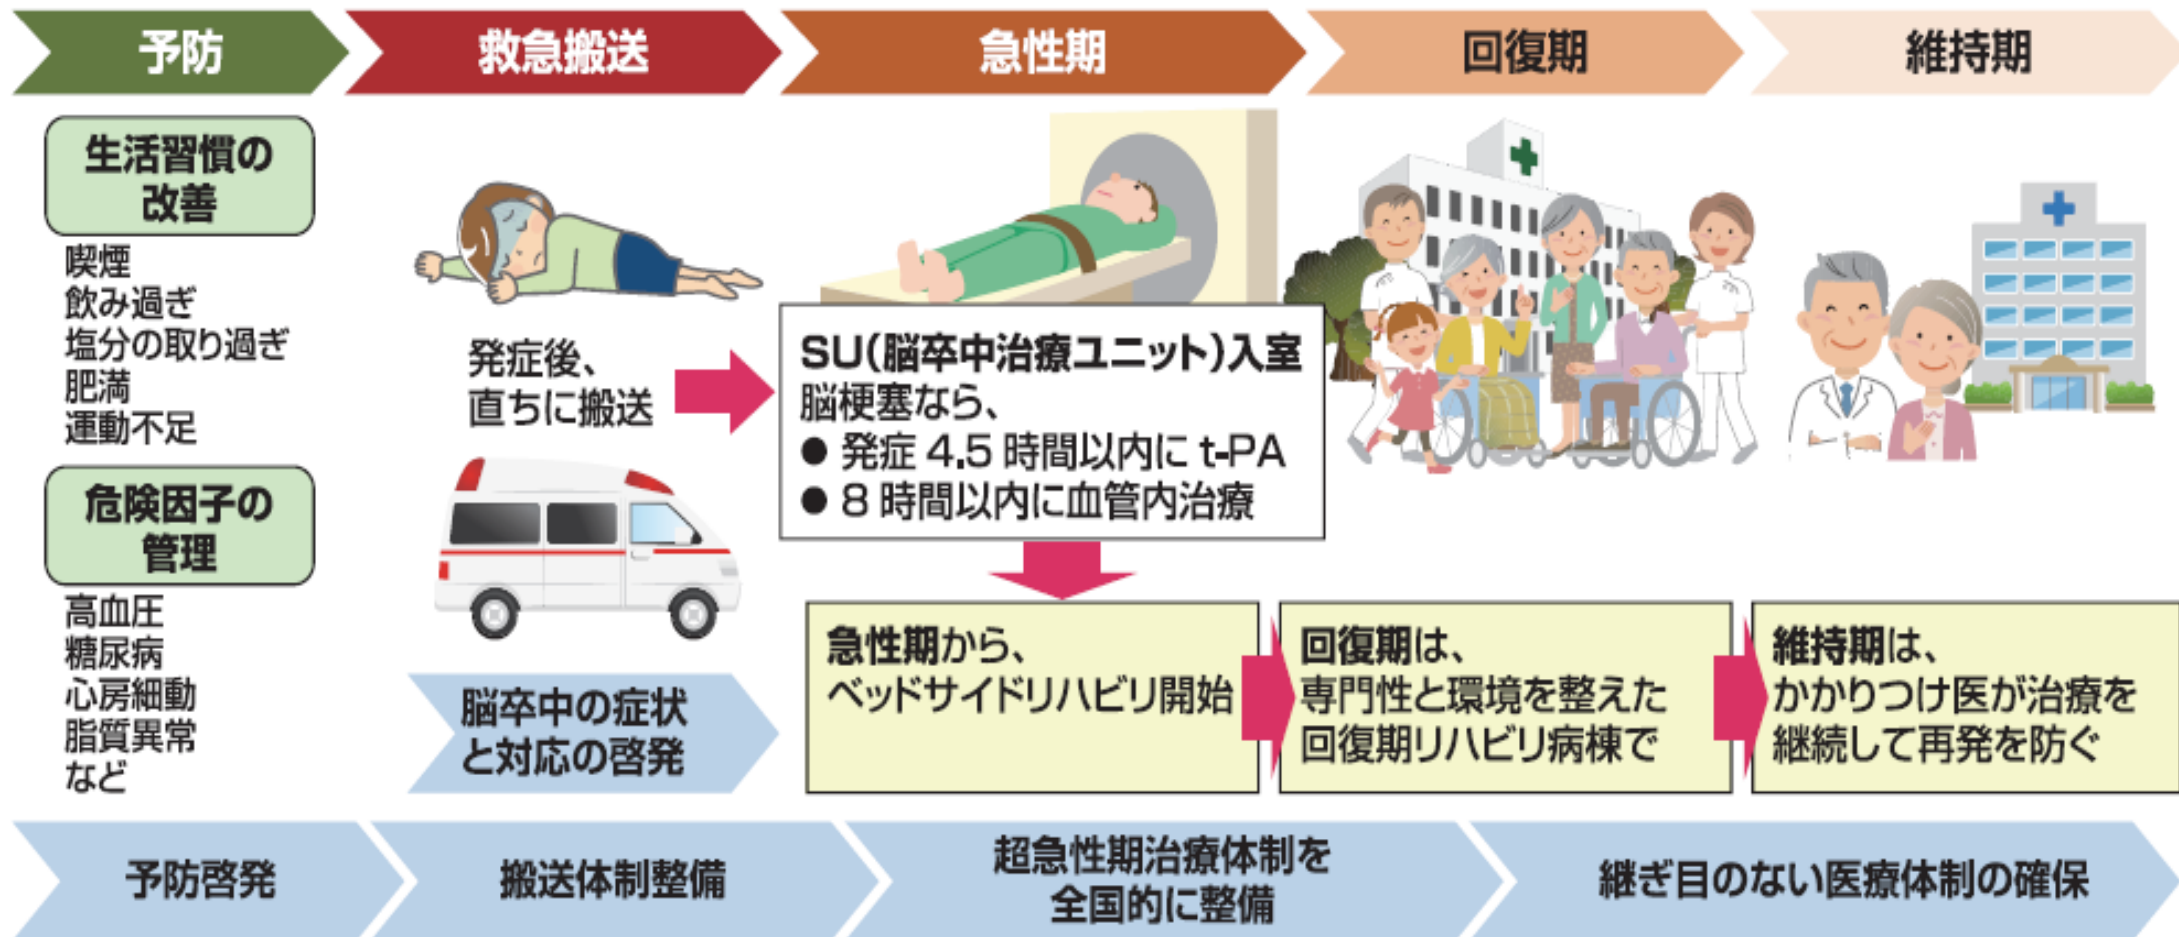 予防
救急搬送
急性期
回復期
維持期
生活習慣の
改善
喫煙
飲み過ぎ
塩分の取り過ぎ
肥満
運動不足
危険因子の
管理
高血圧
糖尿病
心房細動
脂質異常
など
発症後、
直ちに搬送
脳卒中の症状
と対応の啓発
SU(脳卒中治療ユニット)入室
脳梗塞なら、
● 発症 4.5 時間以内に t-PA
● 8 時間以内に血管内治療
急性期から、
ベッドサイドリハビリ開始
回復期は、
専門性と環境を整えた
回復期リハビリ病棟で
維持期は、
かかりつけ医が治療を
継続して再発を防ぐ
予防啓発
搬送体制整備
超急性期治療体制を
全国的に整備
継ぎ目のない医療体制の確保